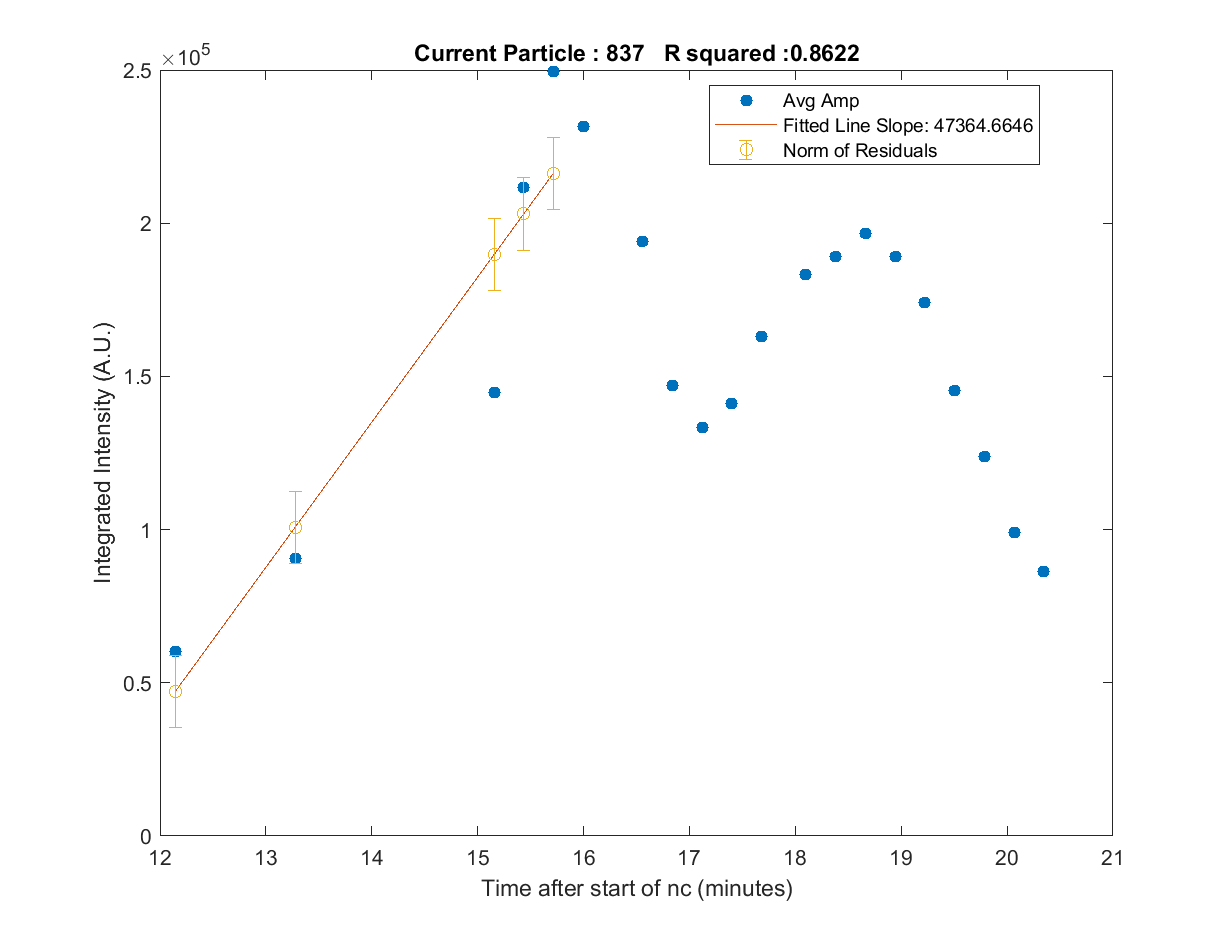 Current Particle : 837   R squared :0.8622
×10^5
2.5
2
1.5
1
0.5
0
Integrated Intensity (A.U.)
Avg Amp
Fitted Line Slope: 47364.6646
Norm of Residuals
12 13 14 15 16 17 18 19 20 21
Time after start of nc (minutes)